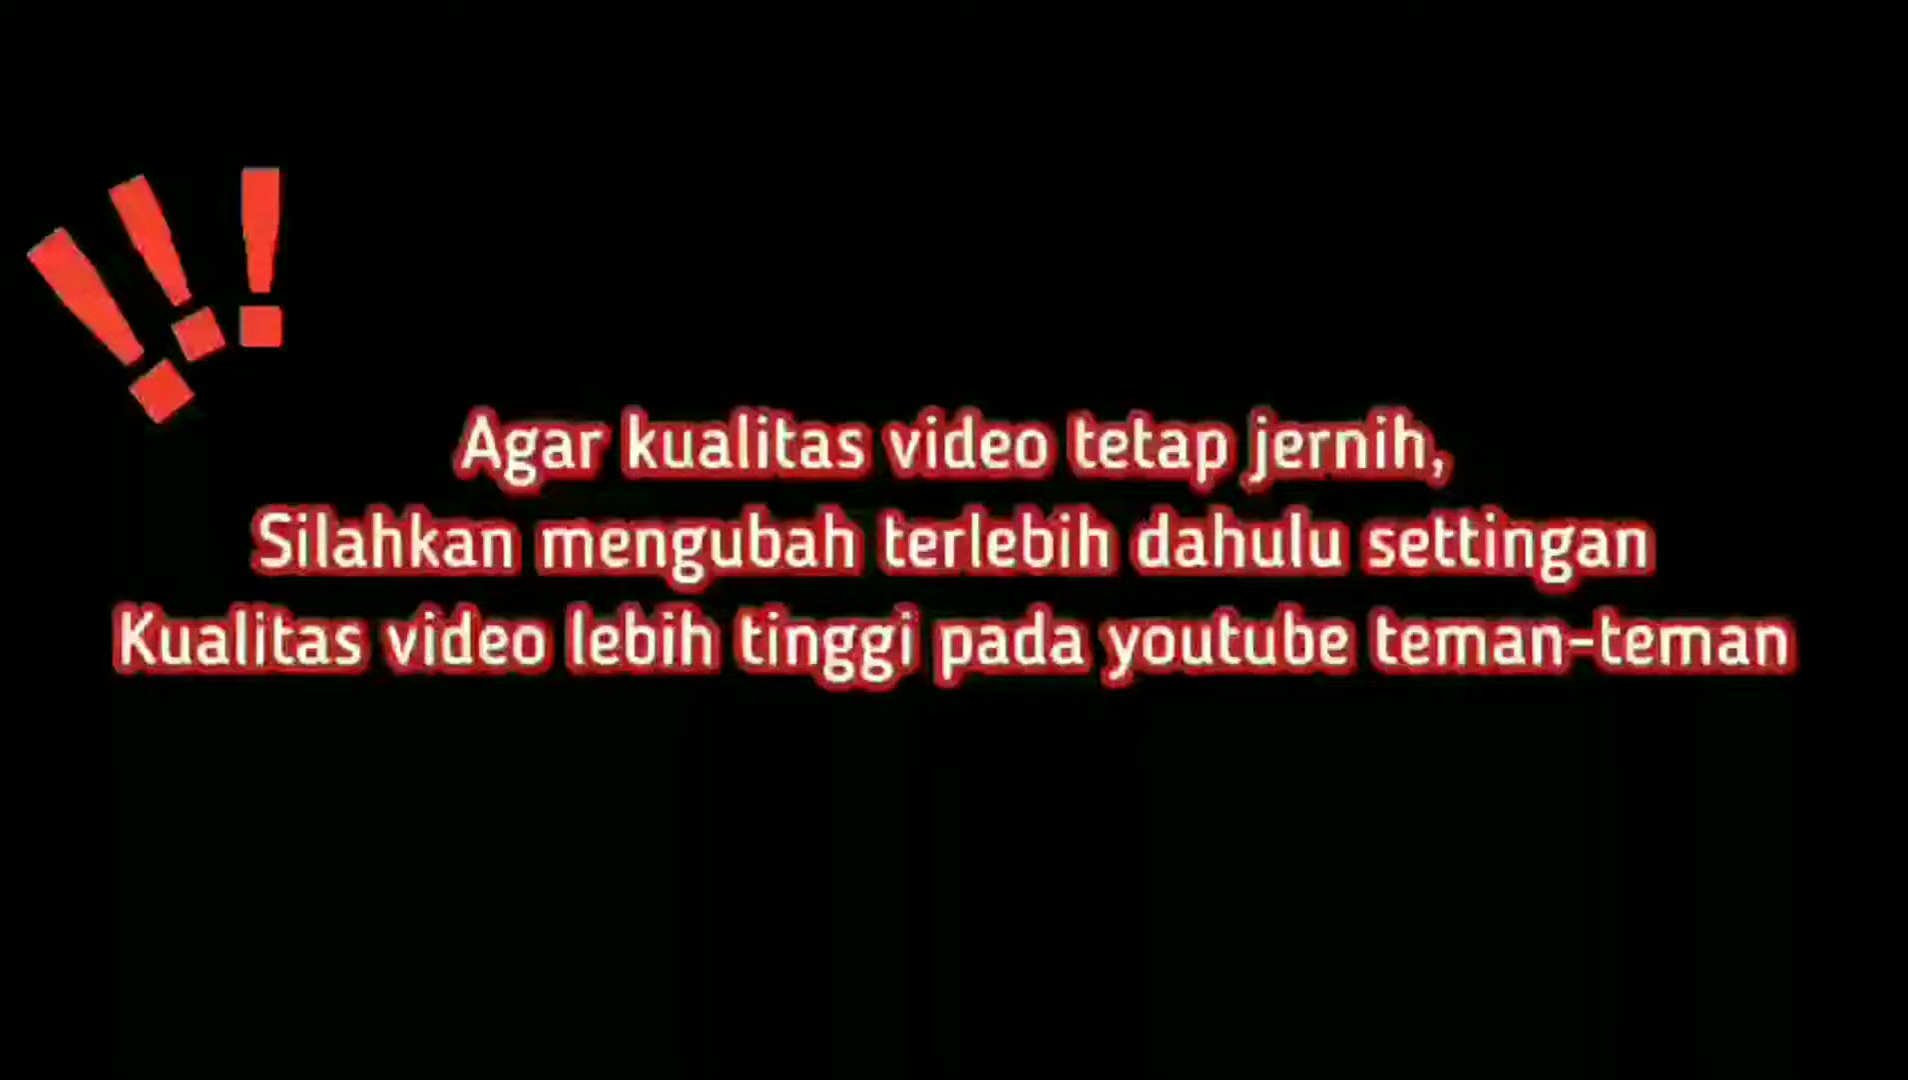 !!!
Agar kualitas video tetap jernih,
Silahkan mengubah terlebih dahulu settingan
Kualitas video lebih tinggi pada youtube teman-teman